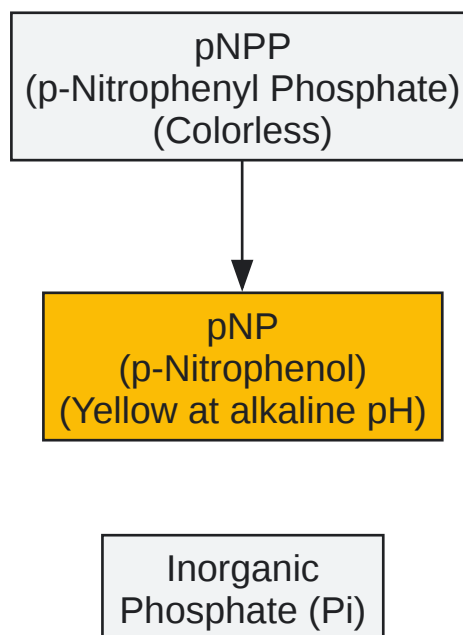 pNPP
(p-Nitrophenyl Phosphate)
(Colorless)
pNP
(p-Nitrophenol)
(Yellow at alkaline pH)
Inorganic
Phosphate (Pi)